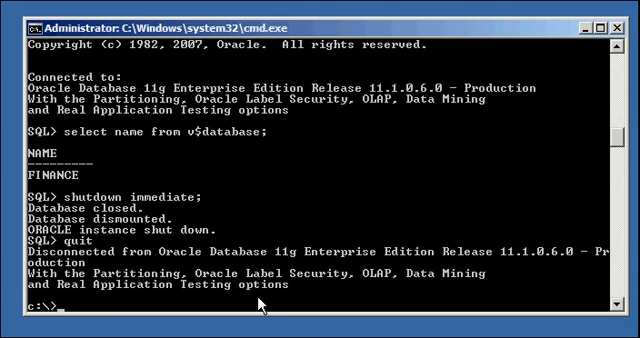 Administrator: C:\Windows\system32\cmd.exe
Copyright (c) 1982, 2007, Oracle.  All rights reserved.
Connected to:
Oracle Database 11g Enterprise Edition Release 11.1.0.6.0 - Production
With the Partitioning, Oracle Label Security, OLAP, Data Mining
and Real Application Testing options
SQL> select name from v$database;
NAME
---------
FINANCE
SQL> shutdown immediate;
Database closed.
Database dismounted.
ORACLE instance shut down.
SQL> quit
Disconnected from Oracle Database 11g Enterprise Edition Release 11.1.0.6.0 - Pr
oduction
With the Partitioning, Oracle Label Security, OLAP, Data Mining
and Real Application Testing options
c:\>_